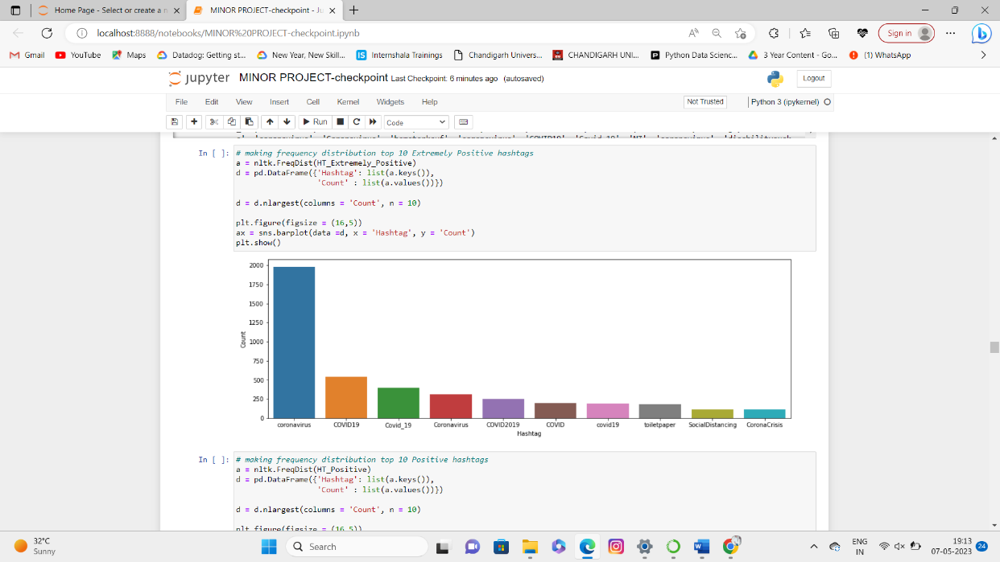 Home Page - Select or create a n
MINOR PROJECT-checkpoint - Ju
localhost:8888/notebooks/MINOR%20PROJECT-checkpoint.ipynb
Sign in
Gmail
YouTube
Maps
Datadog: Getting st...
New Year, New Skill...
IS Internshala Trainings
Chandigarh Univers...
CHANDIGARH UNI...
Python Data Scienc...
3 Year Content - Go...
(1) WhatsApp
jupyter MINOR PROJECT-checkpoint Last Checkpoint: 6 minutes ago (autosaved)
Logout
File Edit View Insert Cell Kernel Widgets Help
Not Trusted
Python 3 (ipykernel)
Run
Code
In [ ]: # making frequency distribution top 10 Extremely Positive hashtags
a = nltk.FreqDist(HT_Extremely_Positive)
d = pd.DataFrame({'Hashtag': list(a.keys()),
'Count' : list(a.values())})
d = d.nlargest(columns = 'Count', n = 10)
plt.figure(figsize = (16,5))
ax = sns.barplot(data =d, x = 'Hashtag', y = 'Count')
plt.show()
2000
1750
1500
1250
1000
750
500
250
0
Count
coronavirus COVID19 Covid_19 Coronavirus COVID2019 COVID covid19 toiletpaper SocialDistancing CoronaCrisis
Hashtag
In [ ]: # making frequency distribution top 10 Positive hashtags
a = nltk.FreqDist(HT_Positive)
d = pd.DataFrame({'Hashtag': list(a.keys()),
'Count' : list(a.values())})
d = d.nlargest(columns = 'Count', n = 10)
plt.figure(figsize = (16,5))
32°C
Sunny
Search
ENG
IN
19:13
07-05-2023
24